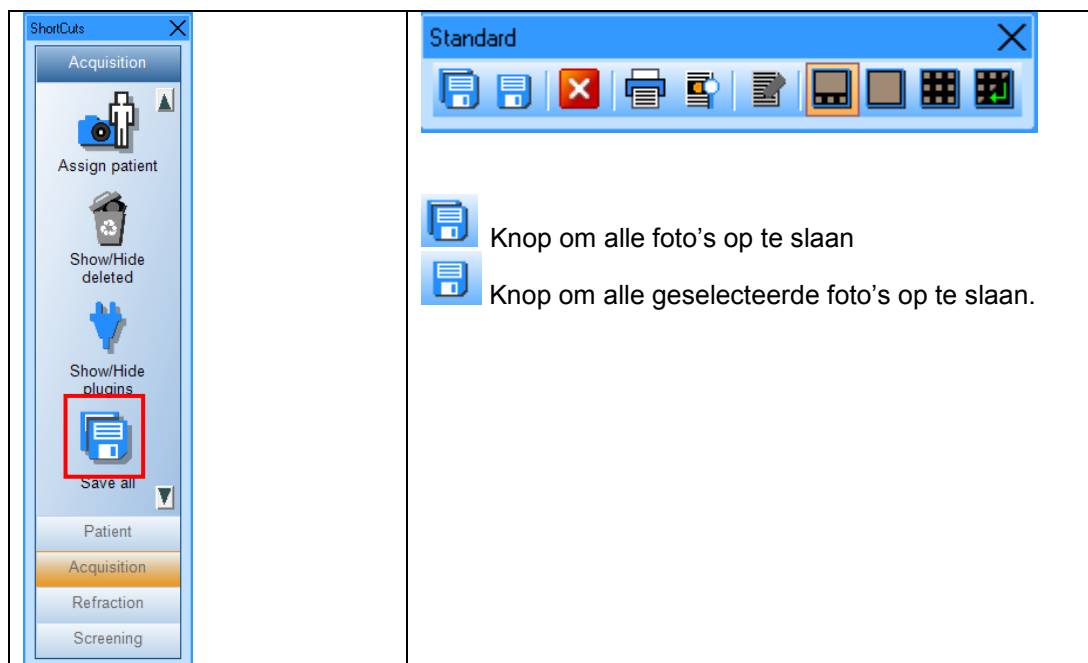 ShortCuts
Acquisition
Assign patient
Show/Hide
deleted
Show/Hide
plugins
Save all
Patient
Acquisition
Refraction
Screening
Standard
Knop om alle foto’s op te slaan
Knop om alle geselecteerde foto’s op te slaan.